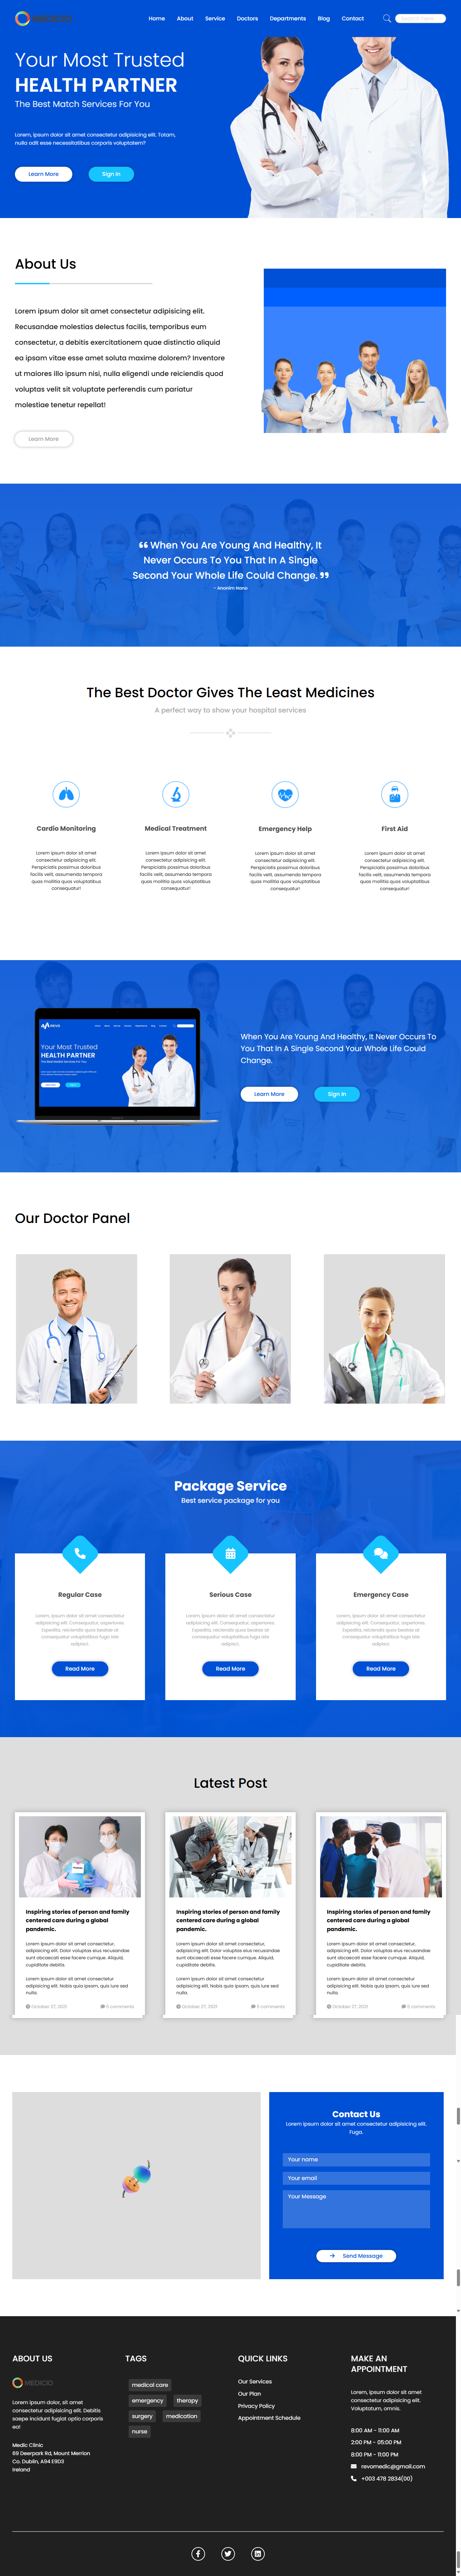 MEDICIO
Home About Service Doctors Departments Blog Contact
Your Most Trusted
HEALTH PARTNER
The Best Match Services For You
Lorem, ipsum dolor sit amet consectetur adipisicing elit. Totam,
nulla odit esse necessitatibus corporis voluptatem?
Learn More Sign In
About Us
Lorem ipsum dolor sit amet consectetur adipisicing elit.
Recusandae molestias delectus facilis, temporibus eum
consectetur, a debitis exercitationem quae distinctio aliquid
ea ipsam vitae esse amet soluta maxime dolorem? Inventore
ut maiores illo ipsum nisi, nulla eligendi unde reiciendis quod
voluptas velit sit voluptate perferendis cum pariatur
molestiae tenetur repellat!
Learn More
“ When You Are Young And Healthy, It
Never Occurs To You That In A Single
Second Your Whole Life Could Change. ”
- Anonim Nano
The Best Doctor Gives The Least Medicines
A perfect way to show your hospital services
Cardio Monitoring
Lorem ipsum dolor sit amet
consectetur adipisicing elit.
Perspiciatis possimus doloribus
facilis velit, assumenda tempora
quas mollitia quos voluptatibus
consequatur!
Medical Treatment
Lorem ipsum dolor sit amet
consectetur adipisicing elit.
Perspiciatis possimus doloribus
facilis velit, assumenda tempora
quas mollitia quos voluptatibus
consequatur!
Emergency Help
Lorem ipsum dolor sit amet
consectetur adipisicing elit.
Perspiciatis possimus doloribus
facilis velit, assumenda tempora
quas mollitia quos voluptatibus
consequatur!
First Aid
Lorem ipsum dolor sit amet
consectetur adipisicing elit.
Perspiciatis possimus doloribus
facilis velit, assumenda tempora
quas mollitia quos voluptatibus
consequatur!
Your Most Trusted
HEALTH PARTNER
When You Are Young And Healthy, It Never Occurs To
You That In A Single Second Your Whole Life Could
Change.
Learn More Sign In
Our Doctor Panel
Package Service
Best service package for you
Regular Case
Lorem, ipsum dolor sit amet consectetur
adipisicing elit. Consequatur, asperiores.
Expedita, reiciendis quos beatae at
consequatur voluptatibus fuga iste
adipisci.
Read More
Serious Case
Lorem, ipsum dolor sit amet consectetur
adipisicing elit. Consequatur, asperiores.
Expedita, reiciendis quos beatae at
consequatur voluptatibus fuga iste
adipisci.
Read More
Emergency Case
Lorem, ipsum dolor sit amet consectetur
adipisicing elit. Consequatur, asperiores.
Expedita, reiciendis quos beatae at
consequatur voluptatibus fuga iste
adipisci.
Read More
Latest Post
Inspiring stories of person and family
centered care during a global
pandemic.
Lorem ipsum dolor sit amet consectetur,
adipisicing elit. Dolor voluptas eius recusandae
sunt obcaecati esse facere cumque. Aliquid,
cupiditate debitis.
Lorem ipsum dolor sit amet consectetur,
adipisicing elit. Nobis quia ipsam, quis iure sed
nulla.
October 27, 2021 5 comments
Inspiring stories of person and family
centered care during a global
pandemic.
Lorem ipsum dolor sit amet consectetur,
adipisicing elit. Dolor voluptas eius recusandae
sunt obcaecati esse facere cumque. Aliquid,
cupiditate debitis.
Lorem ipsum dolor sit amet consectetur,
adipisicing elit. Nobis quia ipsam, quis iure sed
nulla.
October 27, 2021 5 comments
Inspiring stories of person and family
centered care during a global
pandemic.
Lorem ipsum dolor sit amet consectetur,
adipisicing elit. Dolor voluptas eius recusandae
sunt obcaecati esse facere cumque. Aliquid,
cupiditate debitis.
Lorem ipsum dolor sit amet consectetur,
adipisicing elit. Nobis quia ipsam, quis iure sed
nulla.
October 27, 2021 5 comments
Contact Us
Lorem ipsum dolor sit amet consectetur adipisicing elit.
Fuga.
Your name
Your email
Your Message
Send Message
ABOUT US
MEDICIO
Lorem ipsum dolor, sit amet
consectetur adipisicing elit. Debitis
saepe incidunt fugiat optio corporis
ea!
Medic Clinic
69 Deerpark Rd, Mount Merrion
Co. Dublin, A94 E9D3
Ireland
TAGS
medical care
emergency therapy
surgery medication
nurse
QUICK LINKS
Our Services
Our Plan
Privacy Policy
Appointment Schedule
MAKE AN
APPOINTMENT
Lorem, ipsum dolor sit amet
consectetur adipisicing elit.
Voluptatum, omnis.
8:00 AM - 11:00 AM
2:00 PM - 05:00 PM
8:00 PM - 11:00 PM
revomedic@gmail.com
+003 478 2834(00)